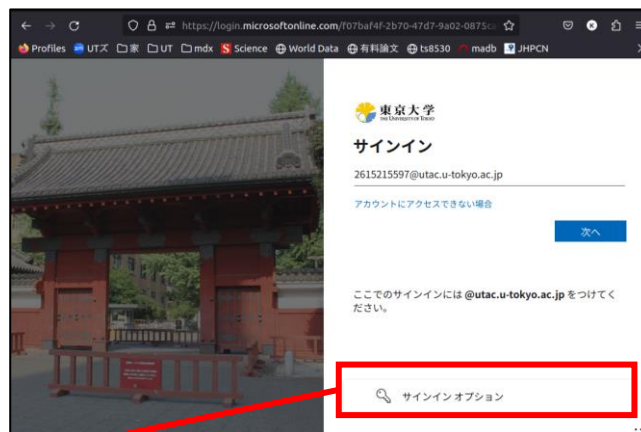 https://login.microsoftonline.com/f07baf4f-2b70-47d7-9a02-0875ca
Profiles UTズ 家 UT mdx Science World Data 有料論文 ts8530 madb JHPCN
東京大学
THE UNIVERSITY OF TOKYO
サインイン
2615215597@utac.u-tokyo.ac.jp
アカウントにアクセスできない場合
次へ
ここでのサインインには @utac.u-tokyo.ac.jp をつけてく
ださい。
サインイン オプション